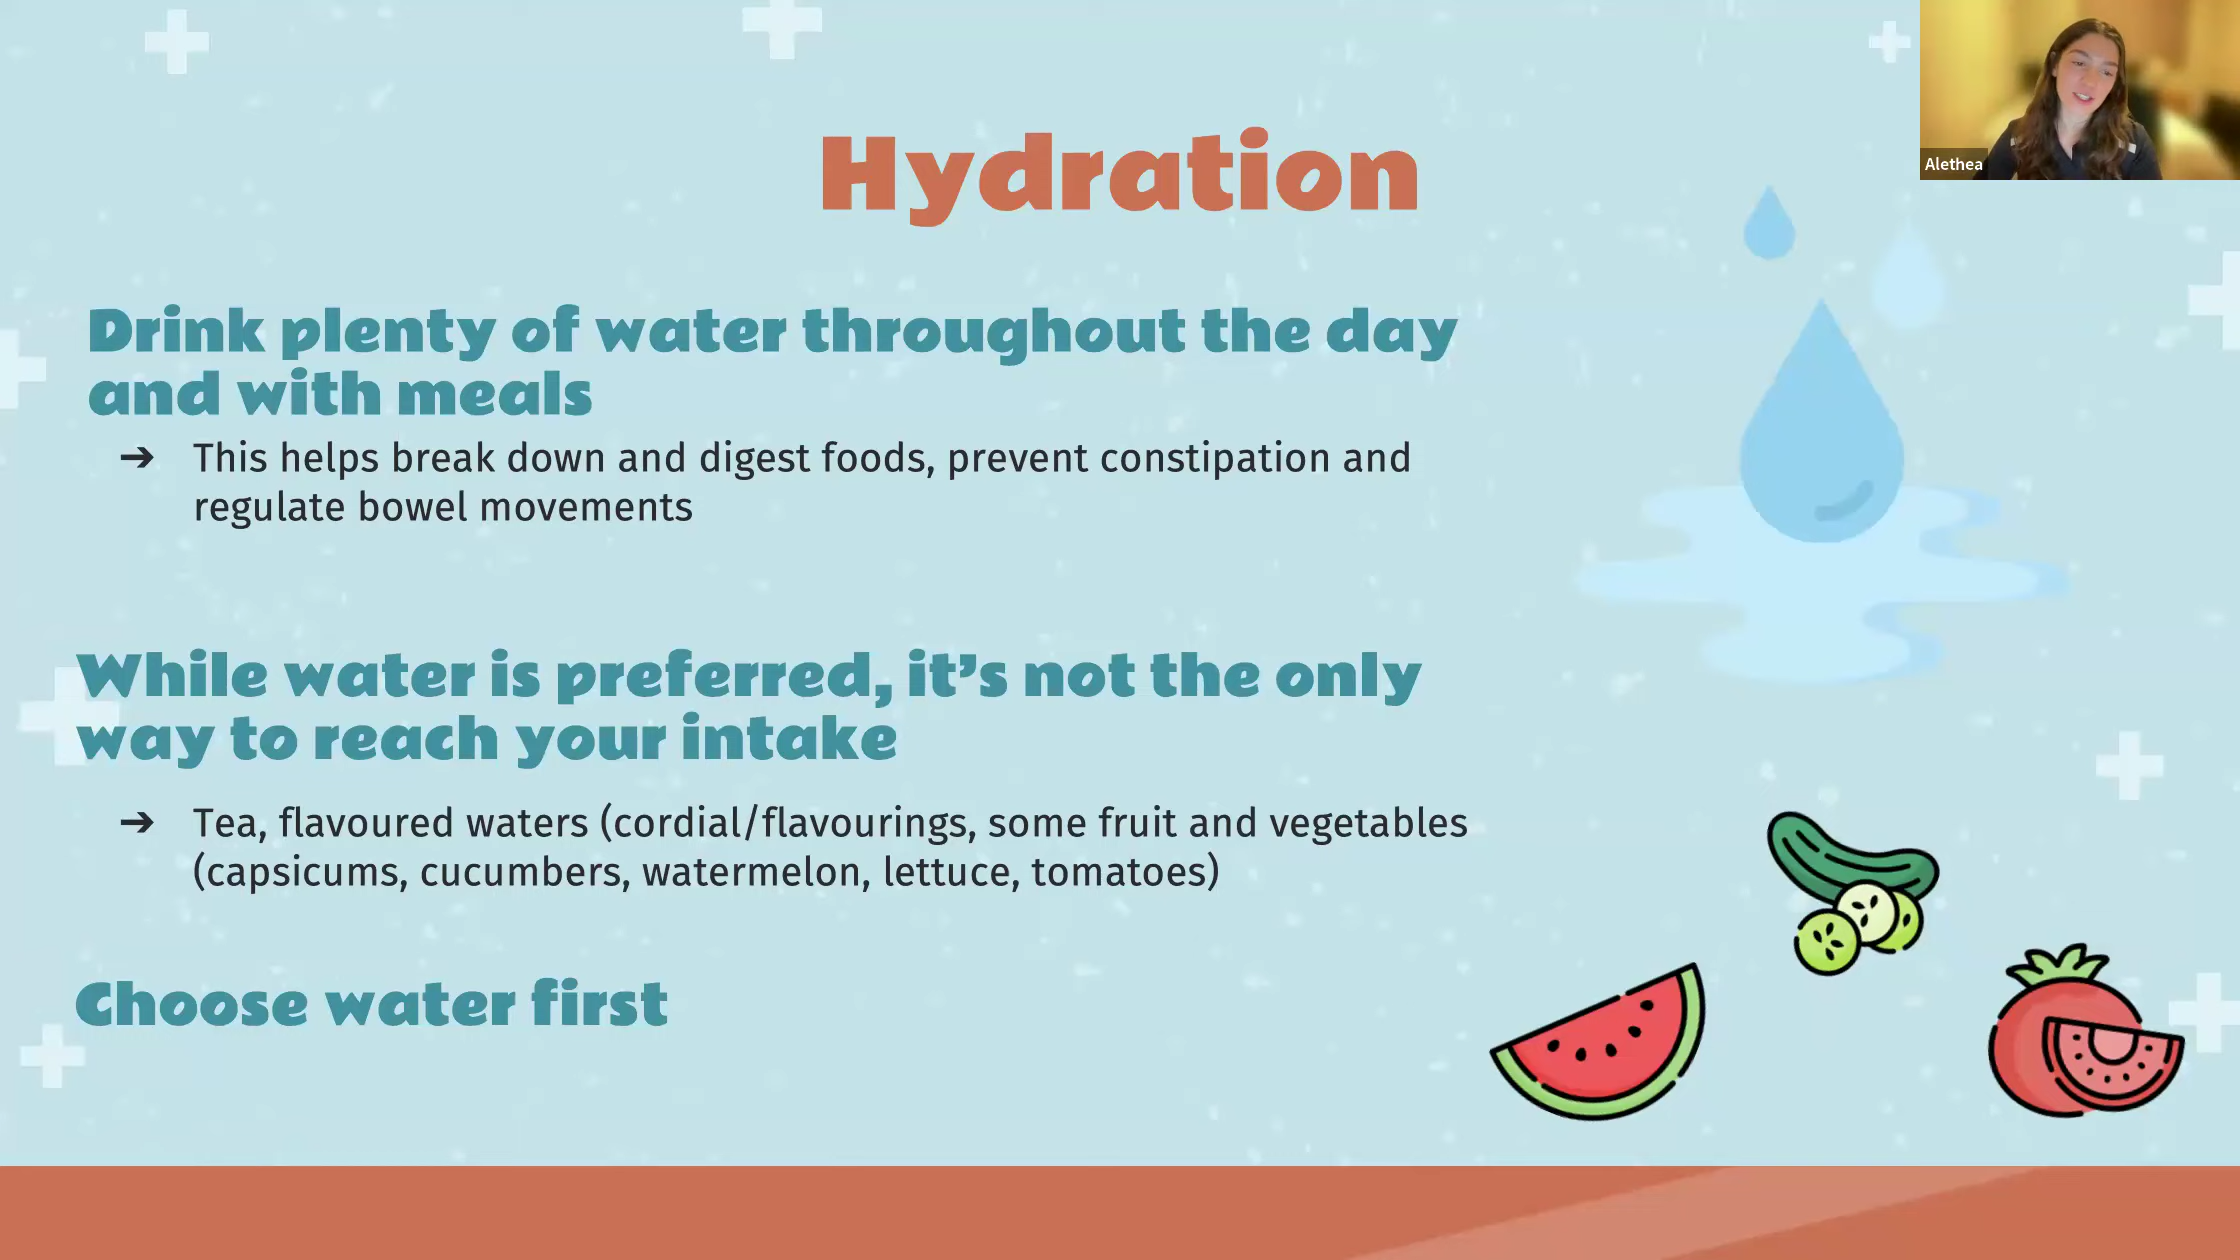 Hydration
Alethea
Drink plenty of water throughout the day
and with meals
➔ This helps break down and digest foods, prevent constipation and
regulate bowel movements
While water is preferred, it’s not the only
way to reach your intake
➔ Tea, flavoured waters (cordial/flavourings, some fruit and vegetables
(capsicums, cucumbers, watermelon, lettuce, tomatoes)
Choose water first